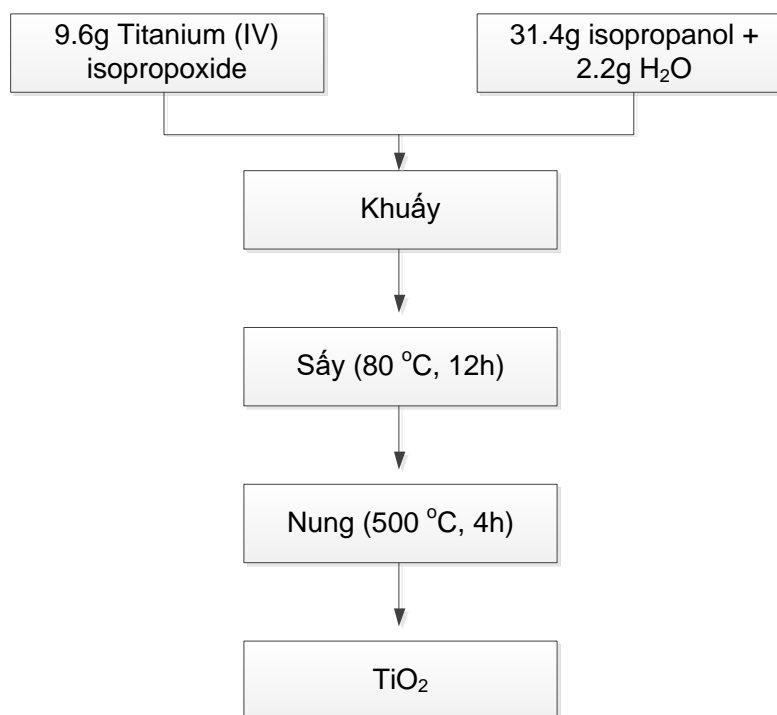 9.6g Titanium (IV)
isopropoxide
31.4g isopropanol +
2.2g H₂O
Khuấy
Sấy (80 °C, 12h)
Nung (500 °C, 4h)
TiO₂